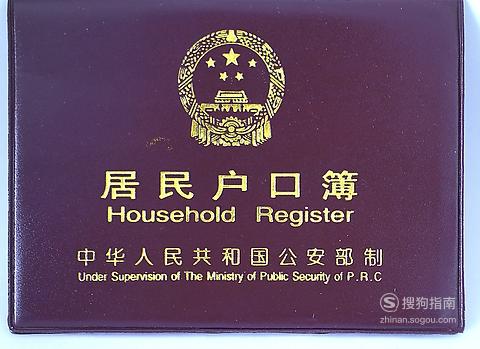 居民户口簿
Household Register
中华人民共和国公安部制
Under Supervision of The Ministry of Public Security of P.R.C
搜狗指南
zhinan.sogou.com